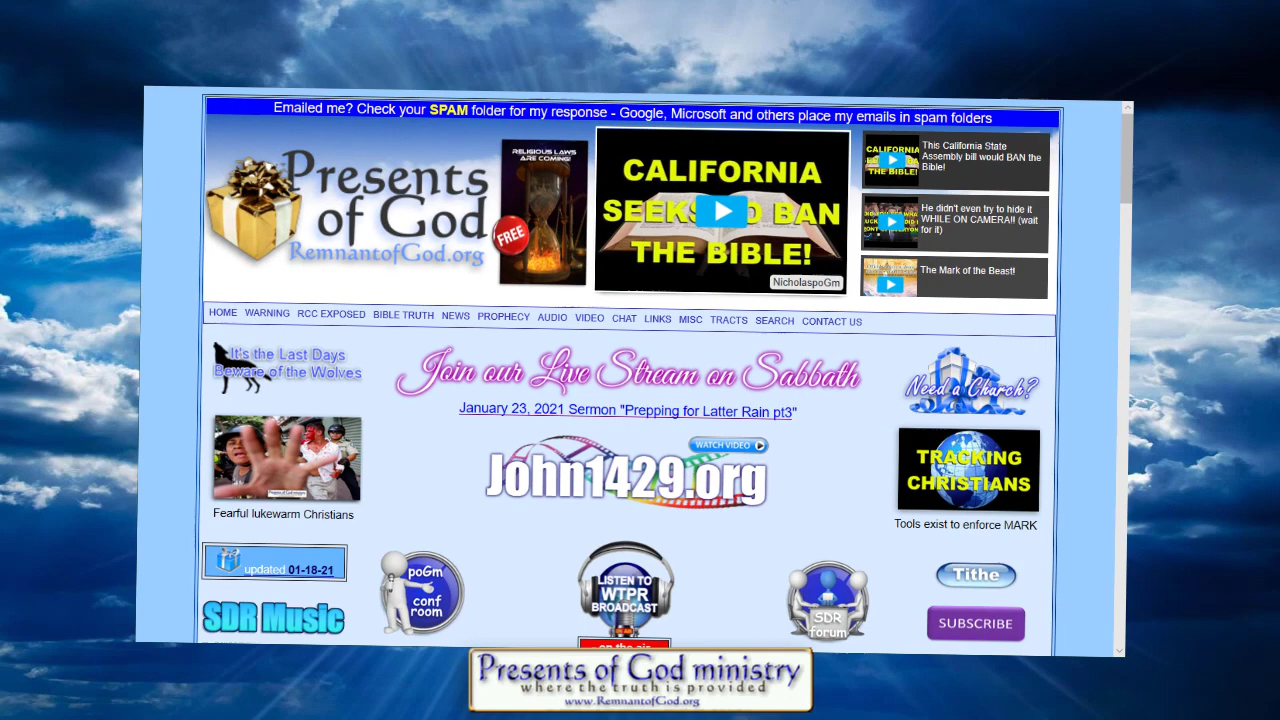 Emailed me? Check your SPAM folder for my response - Google, Microsoft and others place my emails in spam folders
Presents
of God
RemnantofGod.org
RELIGIOUS LAWS
ARE COMING!
FREE
CALIFORNIA
SEEKS TO BAN
THE BIBLE!
NicholaspoGm
This California State
Assembly bill would BAN the
Bible!
He didn't even try to hide it
WHILE ON CAMERA! (wait
for it)
The Mark of the Beast!
HOME WARNING RCC EXPOSED BIBLE TRUTH NEWS PROPHECY AUDIO VIDEO CHAT LINKS MISC TRACTS SEARCH CONTACT US
It's the Last Days
Beware of the Wolves
Join our Live Stream on Sabbath
January 23, 2021 Sermon "Prepping for Latter Rain pt3"
Need a Church?
WATCH VIDEO
John1429.org
TRACKING
CHRISTIANS
Fearful lukewarm Christians
Tools exist to enforce MARK
updated 01-18-21
SDR Music
poGm
conf
room
LISTEN TO
WTPR
BROADCAST
ON AIR
on the air
SDR
forum
Tithe
SUBSCRIBE
Presents of God ministry
where the truth is provided
www.RemnantofGod.org